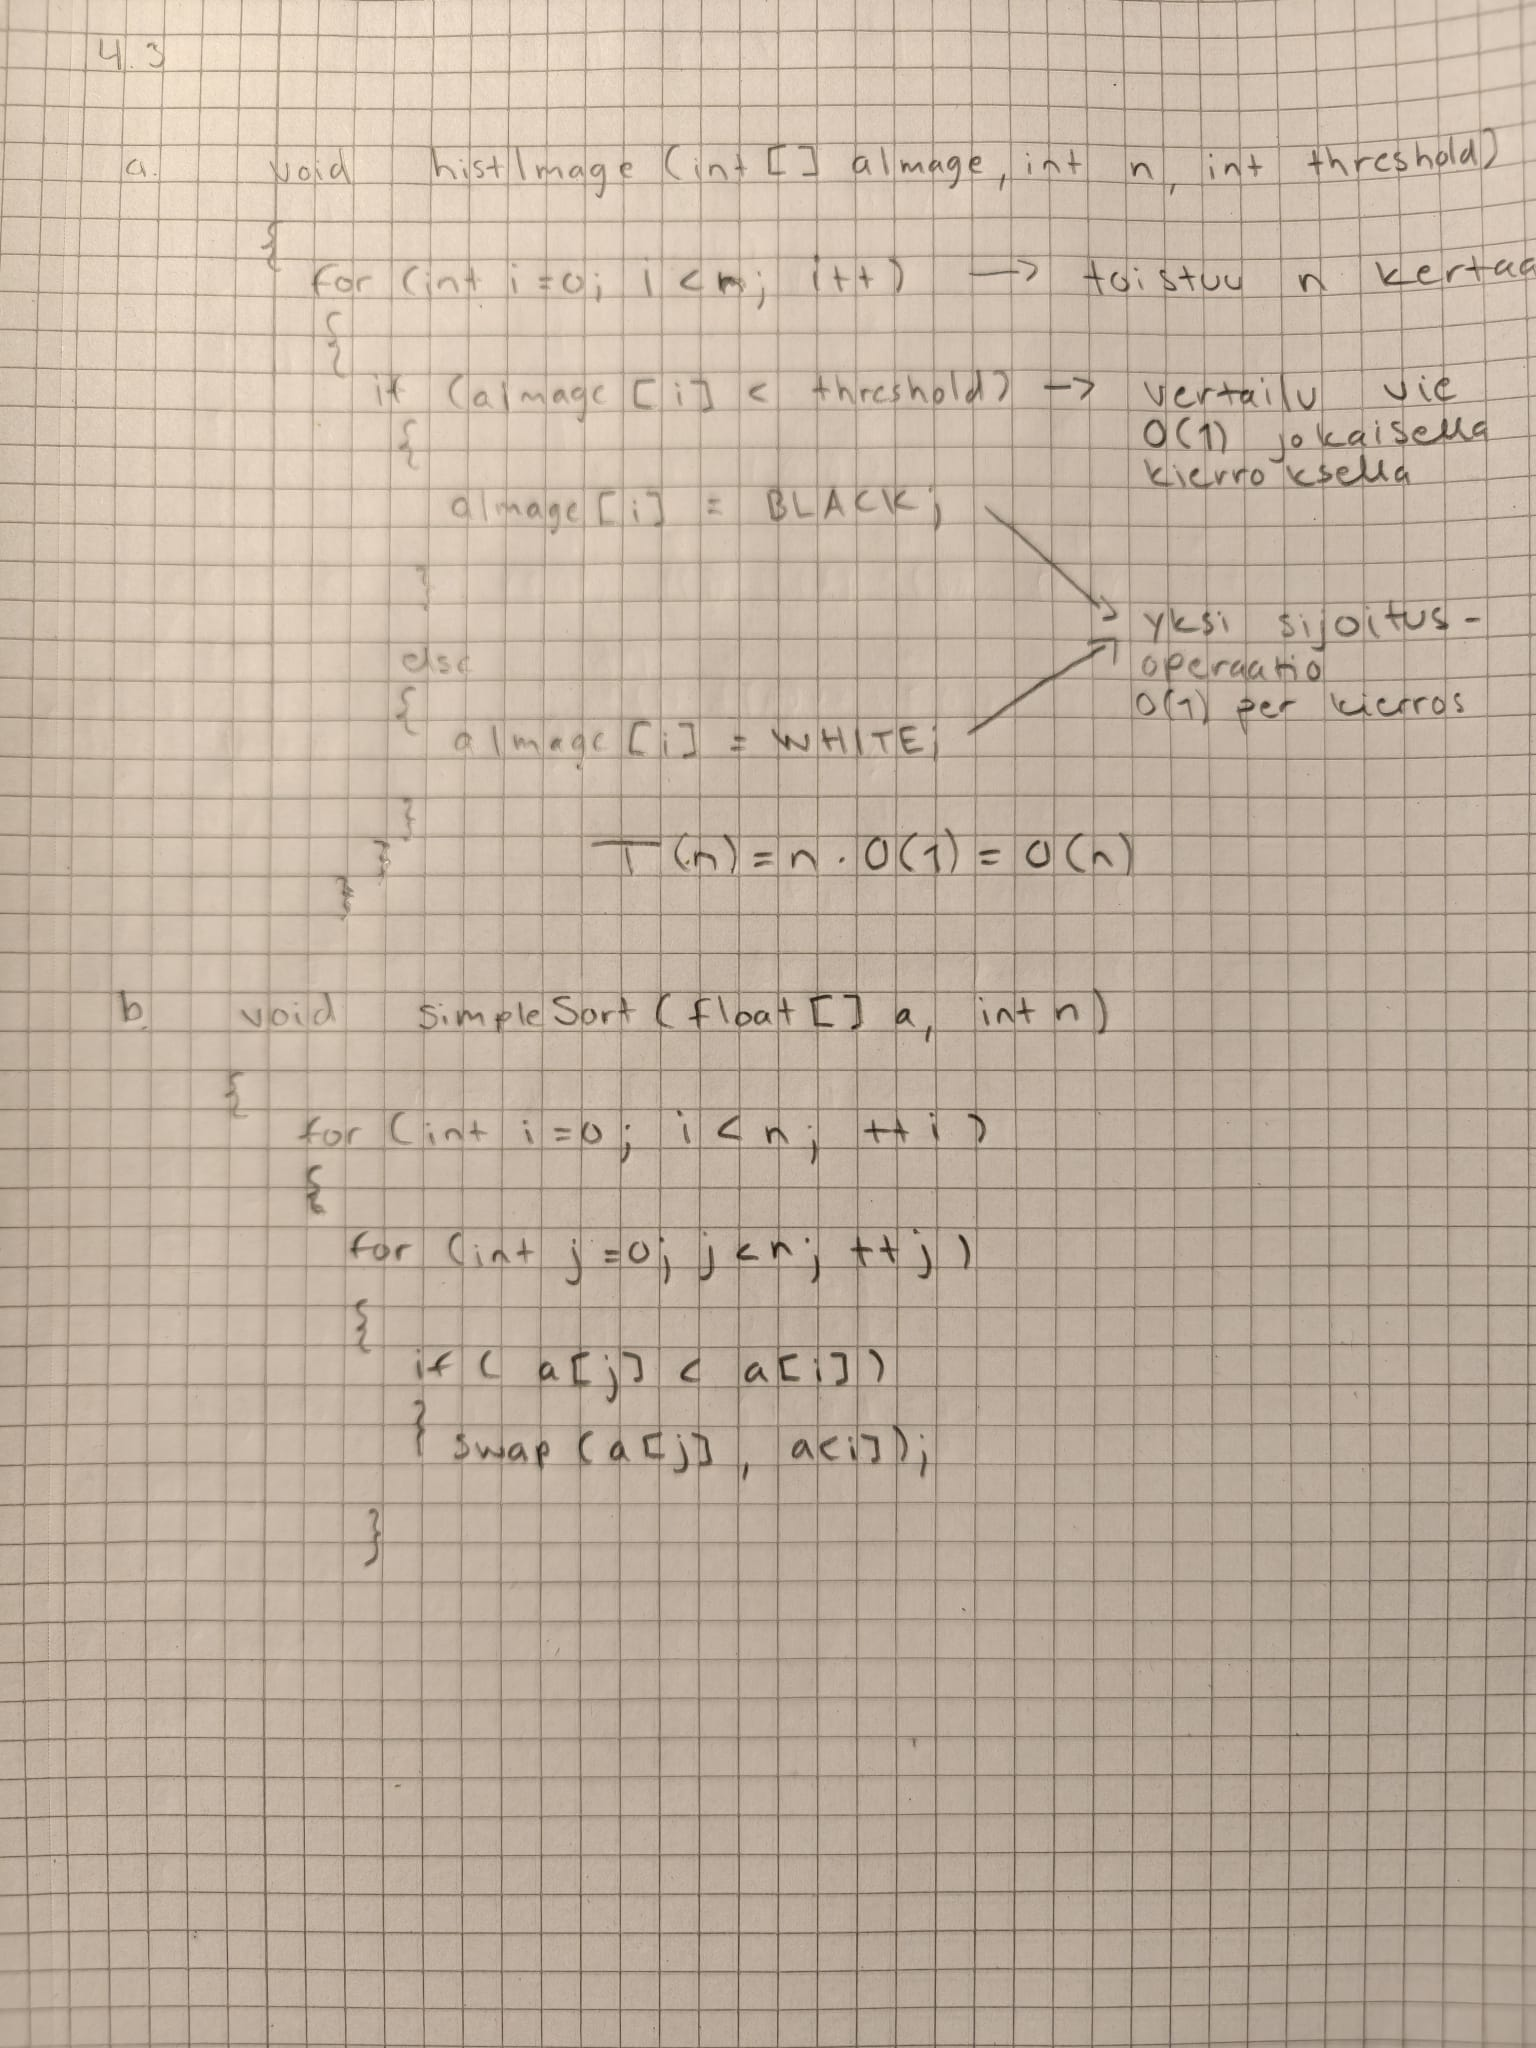 4.3
a. void histImage (int [] aImage, int n, int threshold)
{
for (int i=0; i<n; i++) → toistuu n kertaa
{
if (aImage [i] < threshold) → vertailu vie
O(1) jokaisella
kierroksella
{
aImage [i] = BLACK;
}
yksi sijoitus-
operaatio
O(1) per kierros
else
{
aImage [i] = WHITE;
}
}
}
T(n) = n · O(1) = O(n)
b. void simpleSort (float [] a, int n)
{
for (int i=0; i<n; ++i)
{
for (int j=0; j<n; ++j)
{
if ( a[j] < a[i])
{ swap (a[j], a[i]);
}